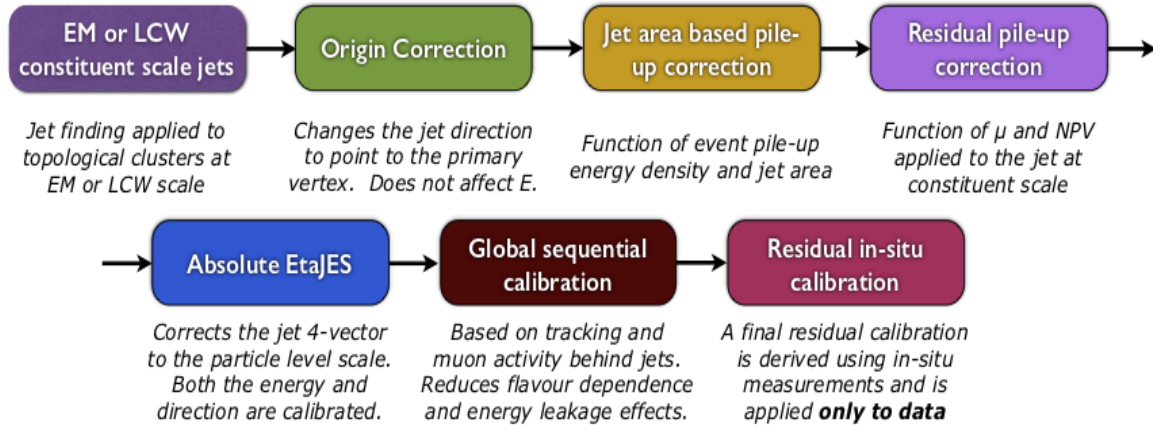 EM or LCW
constituent scale jets
Origin Correction
Jet area based pile-
up correction
Residual pile-up
correction
Jet finding applied to
topological clusters at
EM or LCW scale
Changes the jet direction
to point to the primary
vertex.  Does not affect E.
Function of event pile-up
energy density and jet area
Function of µ and NPV
applied to the jet at
constituent scale
Absolute EtaJES
Global sequential
calibration
Residual in-situ
calibration
Corrects the jet 4-vector
to the particle level scale.
Both the energy and
direction are calibrated.
Based on tracking and
muon activity behind jets.
Reduces flavour dependence
and energy leakage effects.
A final residual calibration
is derived using in-situ
measurements and is
applied only to data